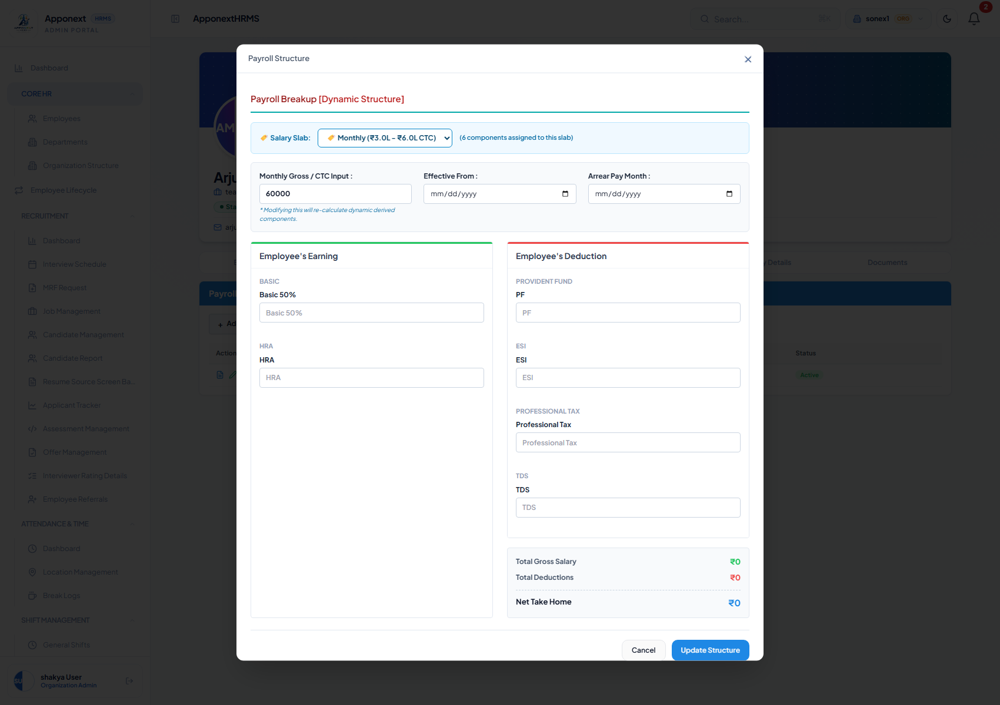 Apponext HRMS
ADMIN PORTAL
ApponextHRMS
Search...
⌘K
sonex1 ORG
2
Dashboard
CORE HR
Employees
Departments
Organization Structure
Employee Lifecycle
RECRUITMENT
Dashboard
Interview Schedule
MRF Request
Job Management
Candidate Management
Candidate Report
Resume Source Screen Ba...
Applicant Tracker
Assessment Management
Offer Management
Interviewer Rating Details
Employee Referrals
ATTENDANCE & TIME
Dashboard
Location Management
Break Logs
SHIFT MANAGEMENT
General Shifts
SU
shakya User
Organization Admin
AM
Arju
tea
Sta
arju
Details
Documents
Payroll
+ Ad
Action
Status
Active
Payroll Structure
Payroll Breakup [Dynamic Structure]
Salary Slab:
Monthly (₹3.0L - ₹6.0L CTC)
(6 components assigned to this slab)
Monthly Gross / CTC Input :
60000
* Modifying this will re-calculate dynamic derived
components.
Effective From :
mm/dd/yyyy
Arrear Pay Month :
mm/dd/yyyy
Employee's Earning
BASIC
Basic 50%
Basic 50%
HRA
HRA
HRA
Employee's Deduction
PROVIDENT FUND
PF
PF
ESI
ESI
ESI
PROFESSIONAL TAX
Professional Tax
Professional Tax
TDS
TDS
TDS
Total Gross Salary ₹0
Total Deductions ₹0
Net Take Home ₹0
Cancel
Update Structure